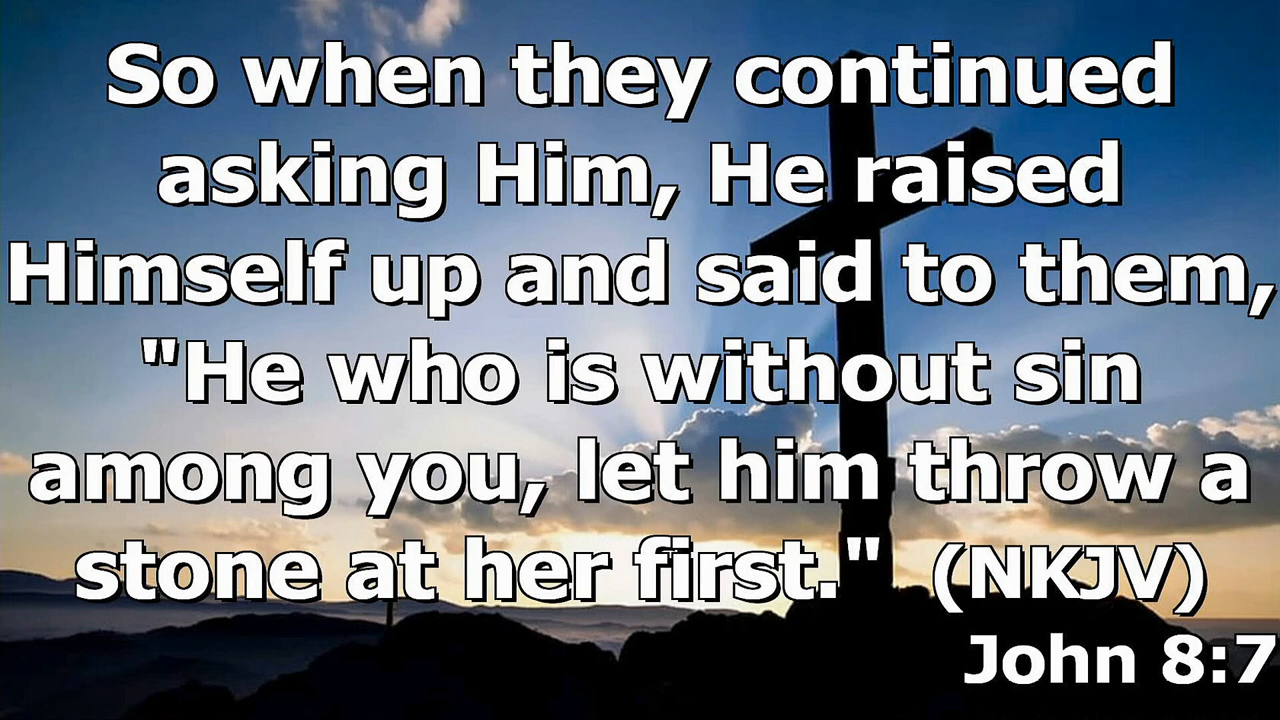 So when they continued
asking Him, He raised
Himself up and said to them,
"He who is without sin
among you, let him throw a
stone at her first."  (NKJV)
John 8:7